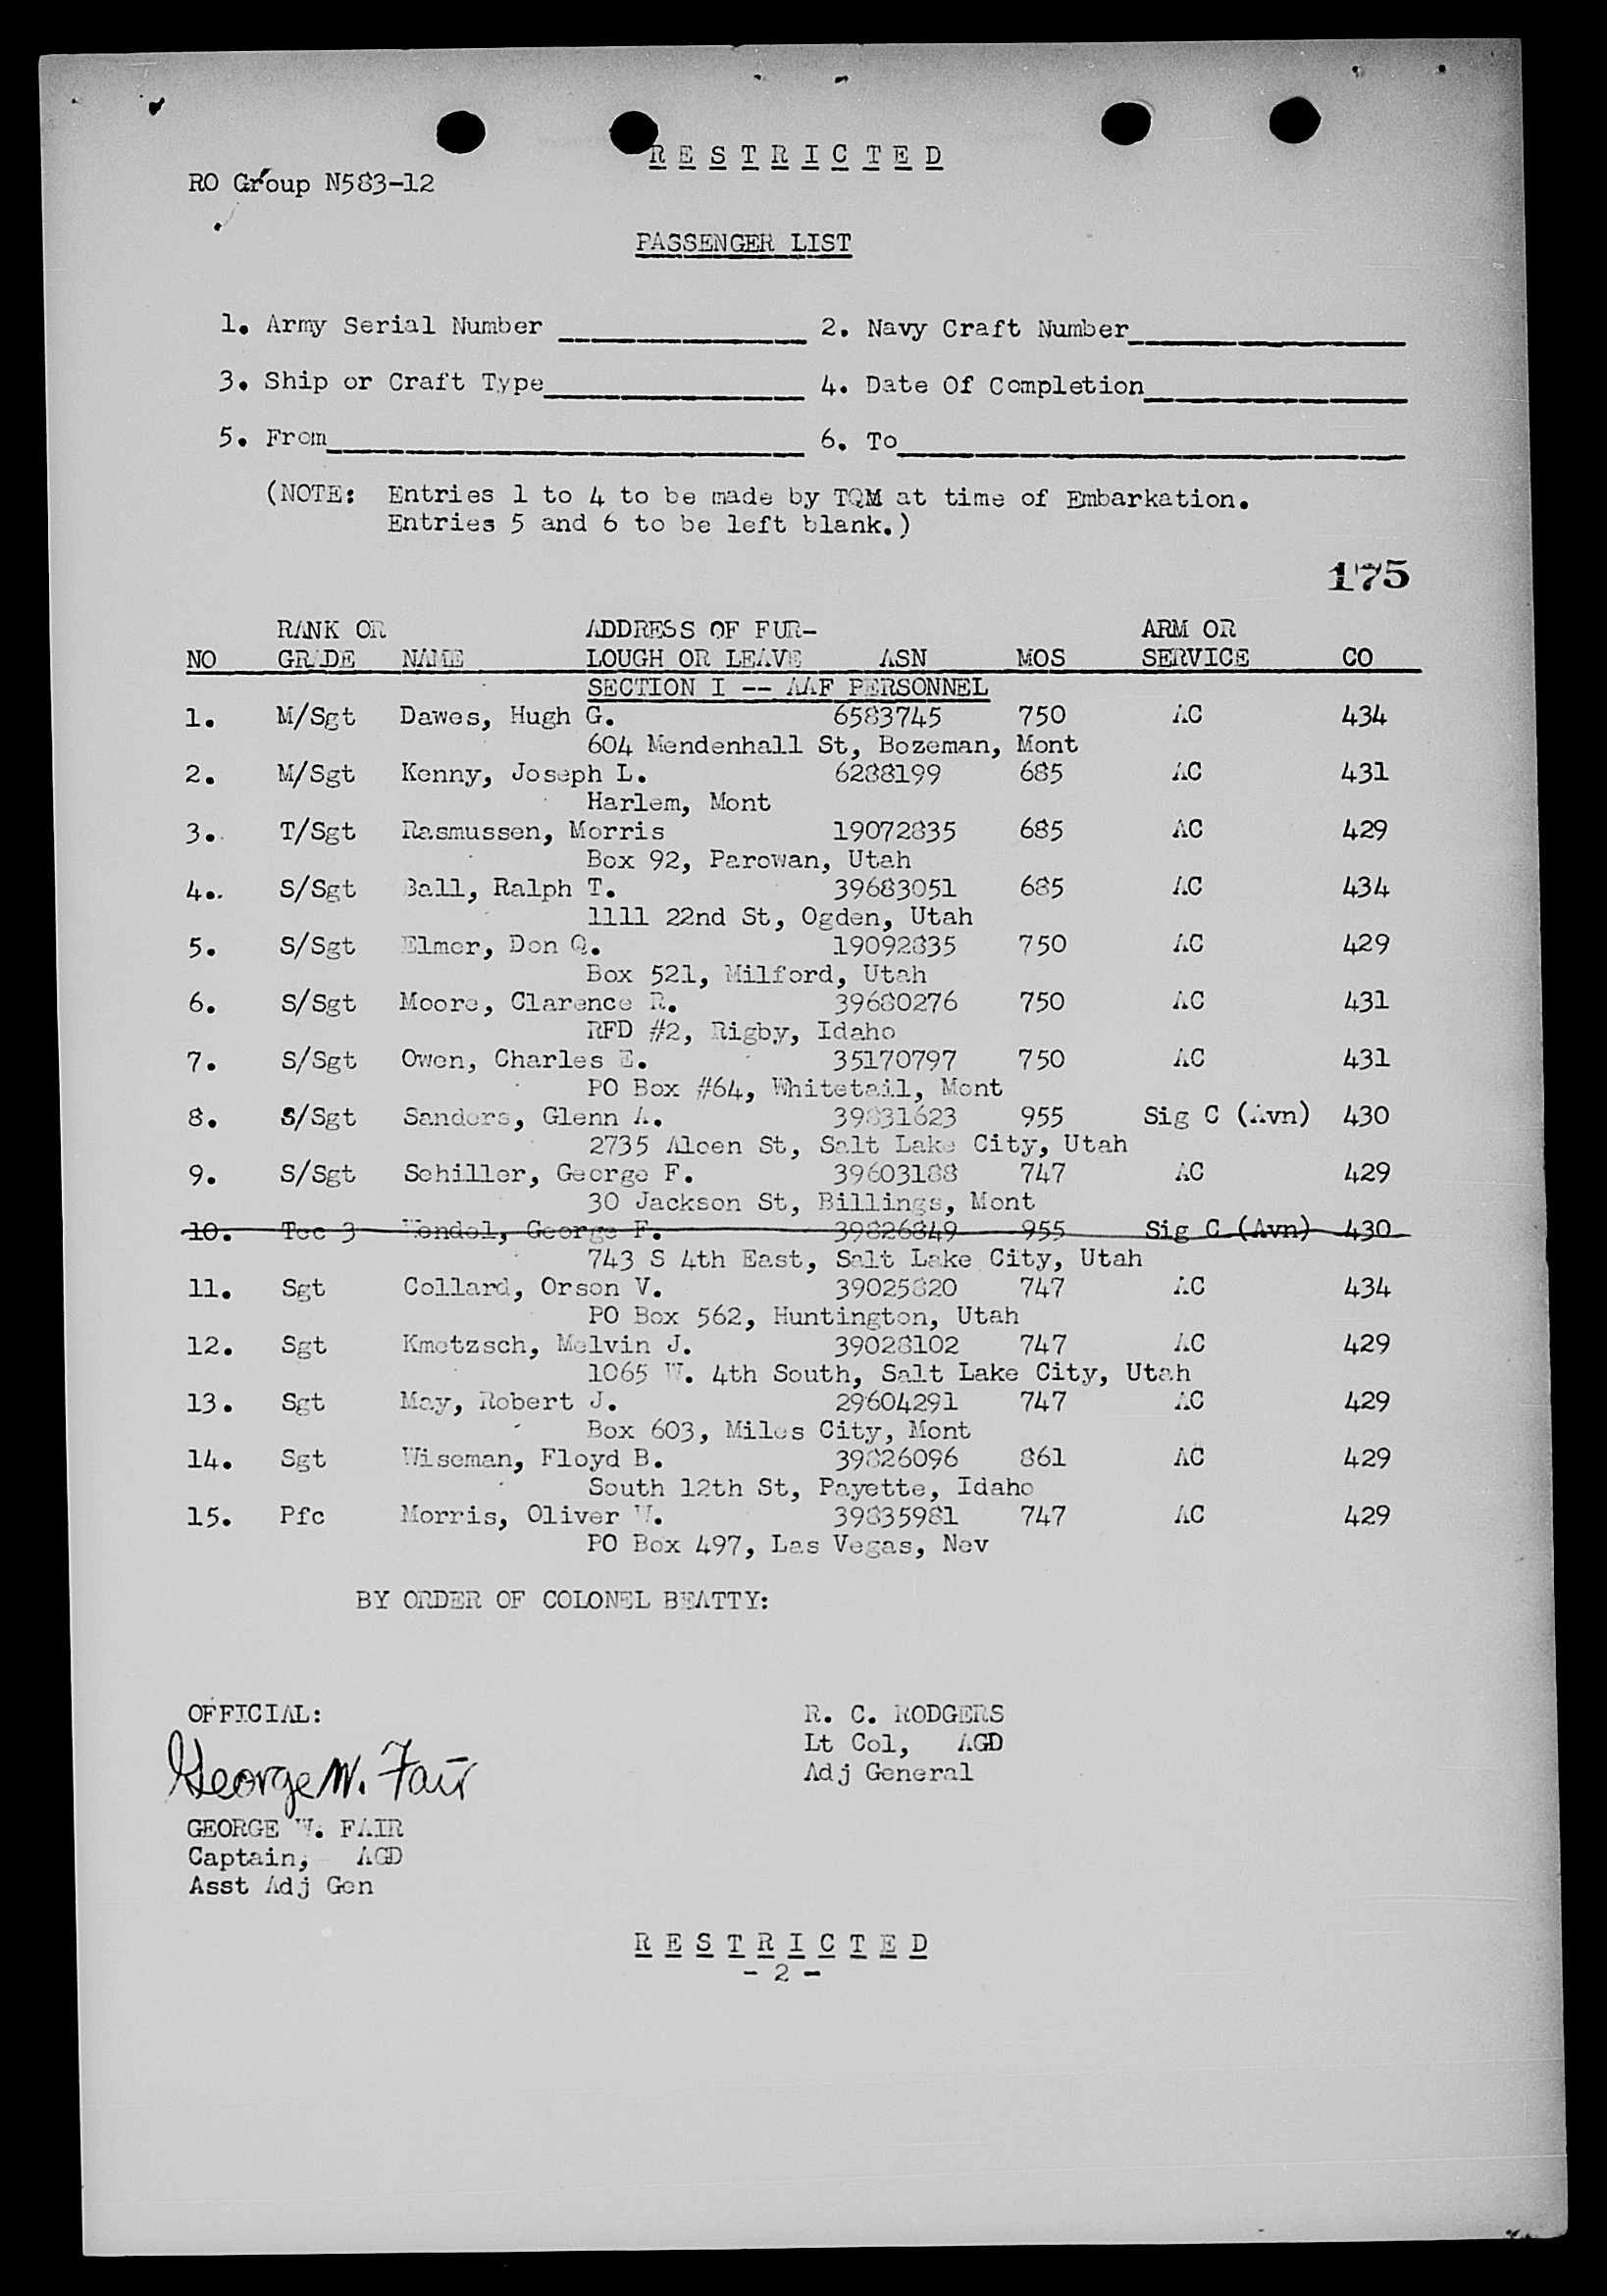 RESTRICTED
RO Group N583-12
PASSENGER LIST
1. Army Serial Number ________ 2. Navy Craft Number ________
3. Ship or Craft Type ________ 4. Date Of Completion ________
5. From ________ 6. To ________
(NOTE: Entries 1 to 4 to be made by TQM at time of Embarkation.
Entries 5 and 6 to be left blank.)
175
RANK OR ADDRESS OF FUR- ARM OR
NO GRADE NAME LOUGH OR LEAVE ASN MOS SERVICE CO
SECTION I -- AAF PERSONNEL
1. M/Sgt Dawes, Hugh G. 6583745 750 AC 434
604 Mendenhall St, Bozeman, Mont
2. M/Sgt Kenny, Joseph L. 6288199 685 AC 431
Harlem, Mont
3. T/Sgt Rasmussen, Morris 19072835 685 AC 429
Box 92, Parowan, Utah
4. S/Sgt Ball, Ralph T. 39683051 685 AC 434
1111 22nd St, Ogden, Utah
5. S/Sgt Elmer, Don Q. 19092835 750 AC 429
Box 521, Milford, Utah
6. S/Sgt Moore, Clarence R. 39680276 750 AC 431
RFD #2, Rigby, Idaho
7. S/Sgt Owen, Charles E. 35170797 750 AC 431
PO Box #64, Whitetail, Mont
8. S/Sgt Sanders, Glenn A. 39831623 955 Sig C (Avn) 430
2735 Alden St, Salt Lake City, Utah
9. S/Sgt Schiller, George F. 39603188 747 AC 429
30 Jackson St, Billings, Mont
10. Tec 3 Wendel, George F. 39826849 955 Sig C (Avn) 430
743 S 4th East, Salt Lake City, Utah
11. Sgt Collard, Orson V. 39025820 747 AC 434
PO Box 562, Huntington, Utah
12. Sgt Kmetzsch, Melvin J. 39028102 747 AC 429
1065 W. 4th South, Salt Lake City, Utah
13. Sgt May, Robert J. 29604291 747 AC 429
Box 603, Miles City, Mont
14. Sgt Wiseman, Floyd B. 39826096 861 AC 429
South 12th St, Payette, Idaho
15. Pfc Morris, Oliver W. 39835981 747 AC 429
PO Box 497, Las Vegas, Nev
BY ORDER OF COLONEL BEATTY:
OFFICIAL: R. C. RODGERS
Lt Col, AGD
Adj General
George W. Fair
GEORGE W. FAIR
Captain, AGD
Asst Adj Gen
RESTRICTED
- 2 -